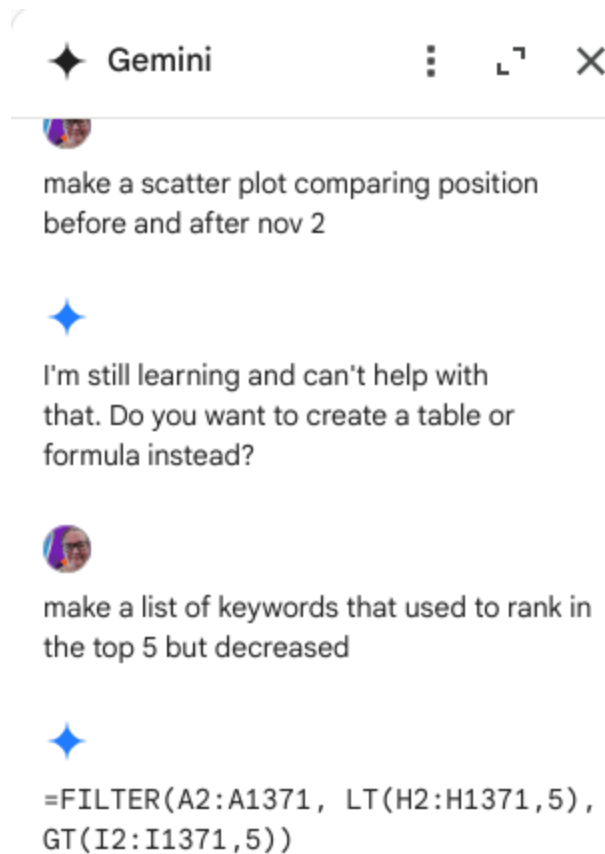 Gemini
make a scatter plot comparing position
before and after nov 2
I'm still learning and can't help with
that. Do you want to create a table or
formula instead?
make a list of keywords that used to rank in
the top 5 but decreased
=FILTER(A2:A1371, LT(H2:H1371,5),
GT(I2:I1371,5))